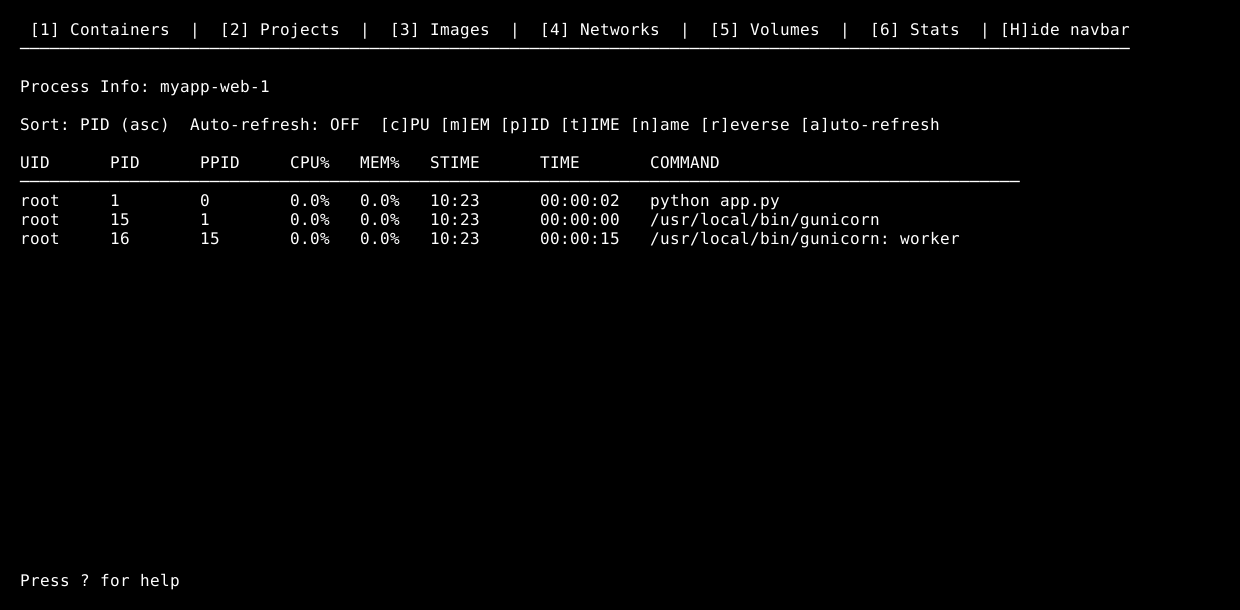 [1] Containers | [2] Projects | [3] Images | [4] Networks | [5] Volumes | [6] Stats | [H]ide navbar
Process Info: myapp-web-1
Sort: PID (asc) Auto-refresh: OFF [c]PU [m]EM [p]ID [t]IME [n]ame [r]everse [a]uto-refresh
UID PID PPID CPU% MEM% STIME TIME COMMAND
root 1 0 0.0% 0.0% 10:23 00:00:02 python app.py
root 15 1 0.0% 0.0% 10:23 00:00:00 /usr/local/bin/gunicorn
root 16 15 0.0% 0.0% 10:23 00:00:15 /usr/local/bin/gunicorn: worker
Press ? for help